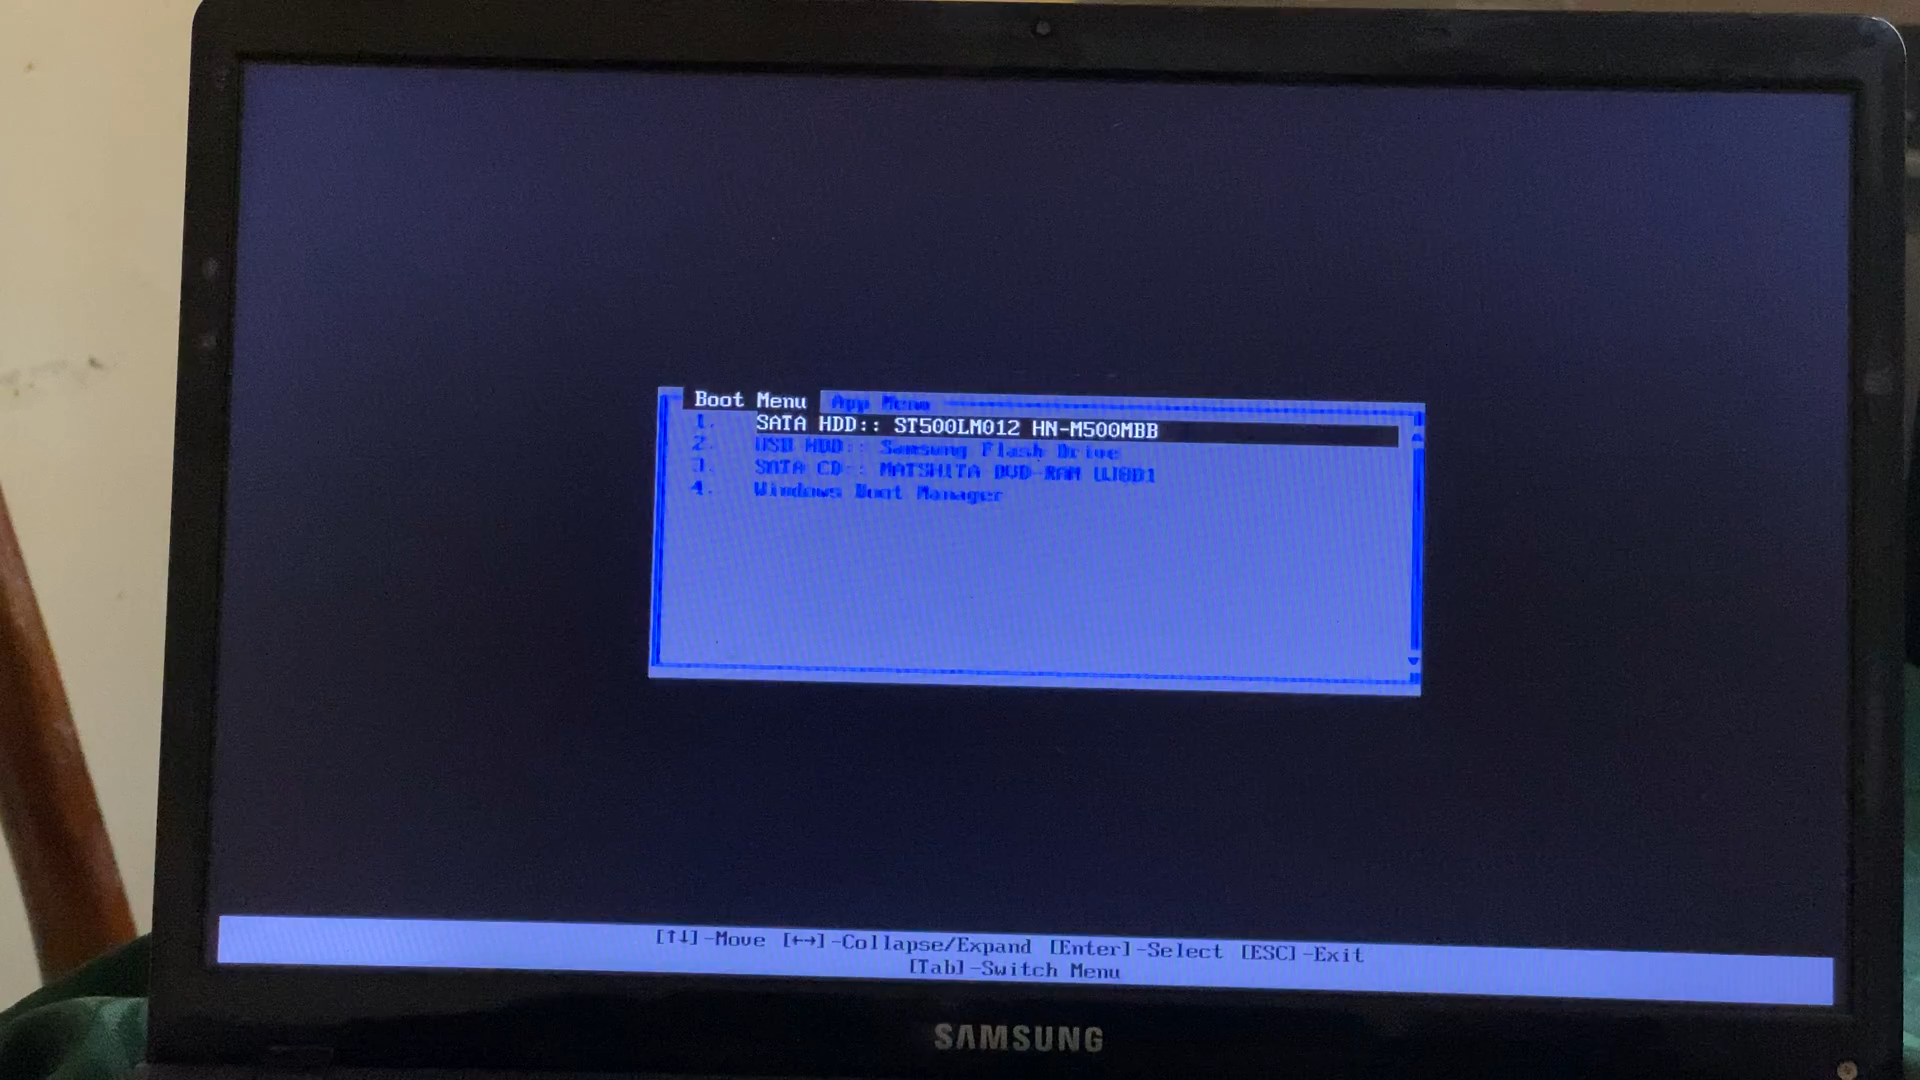 Boot Menu App Menu
1. SATA HDD:: ST500LM012 HN-M500MBB
2. USB HDD:: Samsung Flash Drive
3. SATA CD:: MATSHITA DVD-RAM UJ8D1
4. Windows Boot Manager
[↑↓]-Move [←→]-Collapse/Expand [Enter]-Select [ESC]-Exit
[Tab]-Switch Menu
SAMSUNG